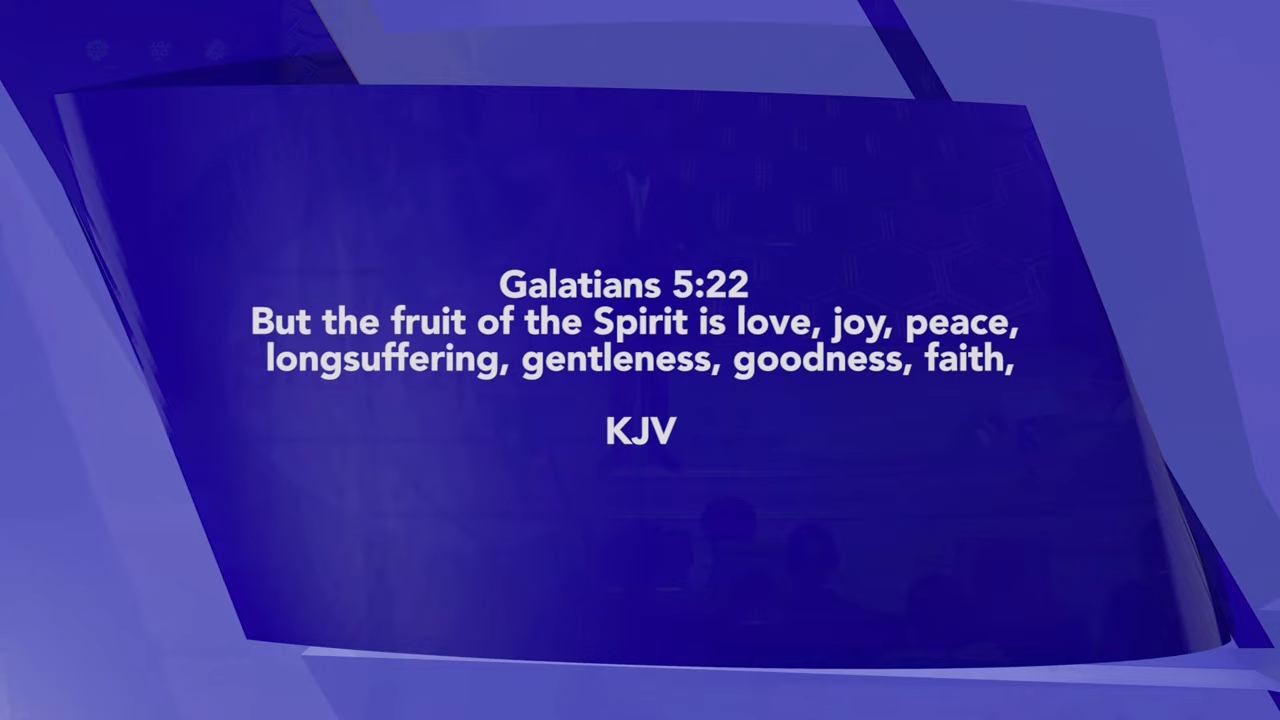 Galatians 5:22
But the fruit of the Spirit is love, joy, peace,
longsuffering, gentleness, goodness, faith,
KJV